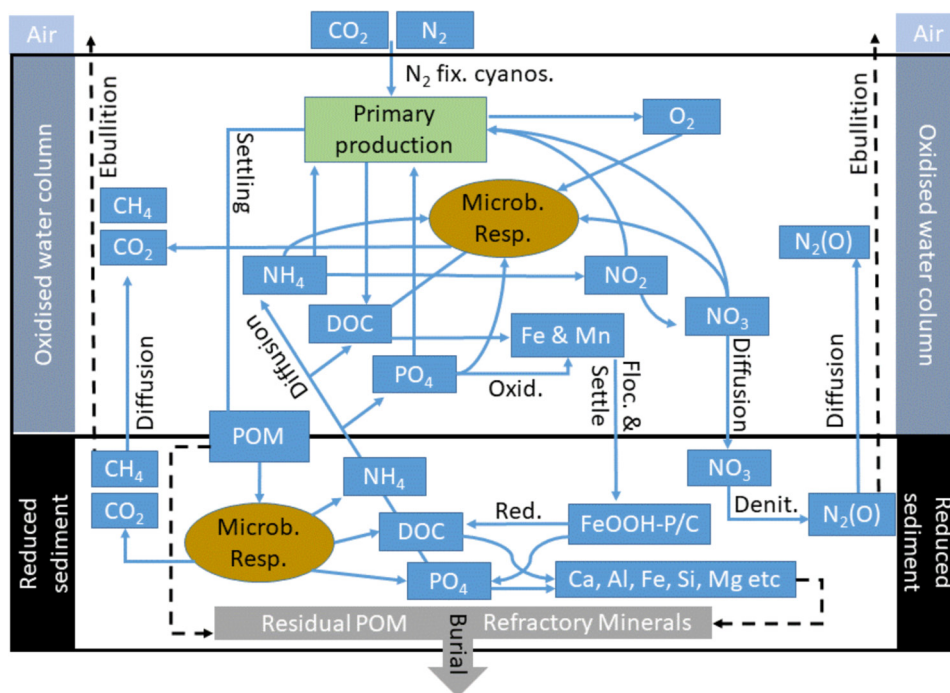 Air
CO2
N2
Air
N2 fix. cyanos.
Primary
production
O2
Settling
Ebullition
Ebullition
Oxidised water column
Oxidised water column
Microb.
Resp.
CH4
CO2
NH4
NO2
N2(O)
NO3
DOC
Fe & Mn
PO4
Oxid.
Diffusion
Diffusion
Floc. &
Settle
Diffusion
Diffusion
POM
CH4
CO2
NH4
NO3
Reduced
sediment
Reduced
sediment
Microb.
Resp.
DOC
Red.
FeOOH-P/C
Denit.
N2(O)
PO4
Ca, Al, Fe, Si, Mg etc
Residual POM
Refractory Minerals
Burial